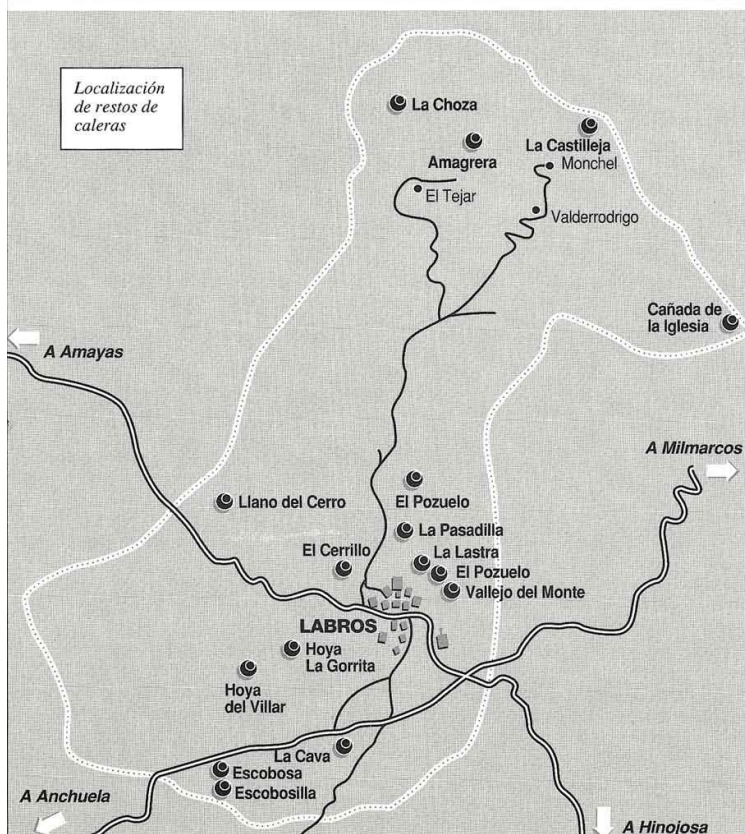 Localización
de restos de
caleras
La Choza
Amagrera
La Castilleja
Monchel
El Tejar
Valderrodrigo
Cañada de
la Iglesia
A Amayas
A Milmarcos
Llano del Cerro
El Pozuelo
La Pasadilla
El Cerrillo
La Lastra
El Pozuelo
Vallejo del Monte
LABROS
Hoya
La Gorrita
Hoya
del Villar
La Cava
Escobosa
Escobosilla
A Anchuela
A Hinojosa